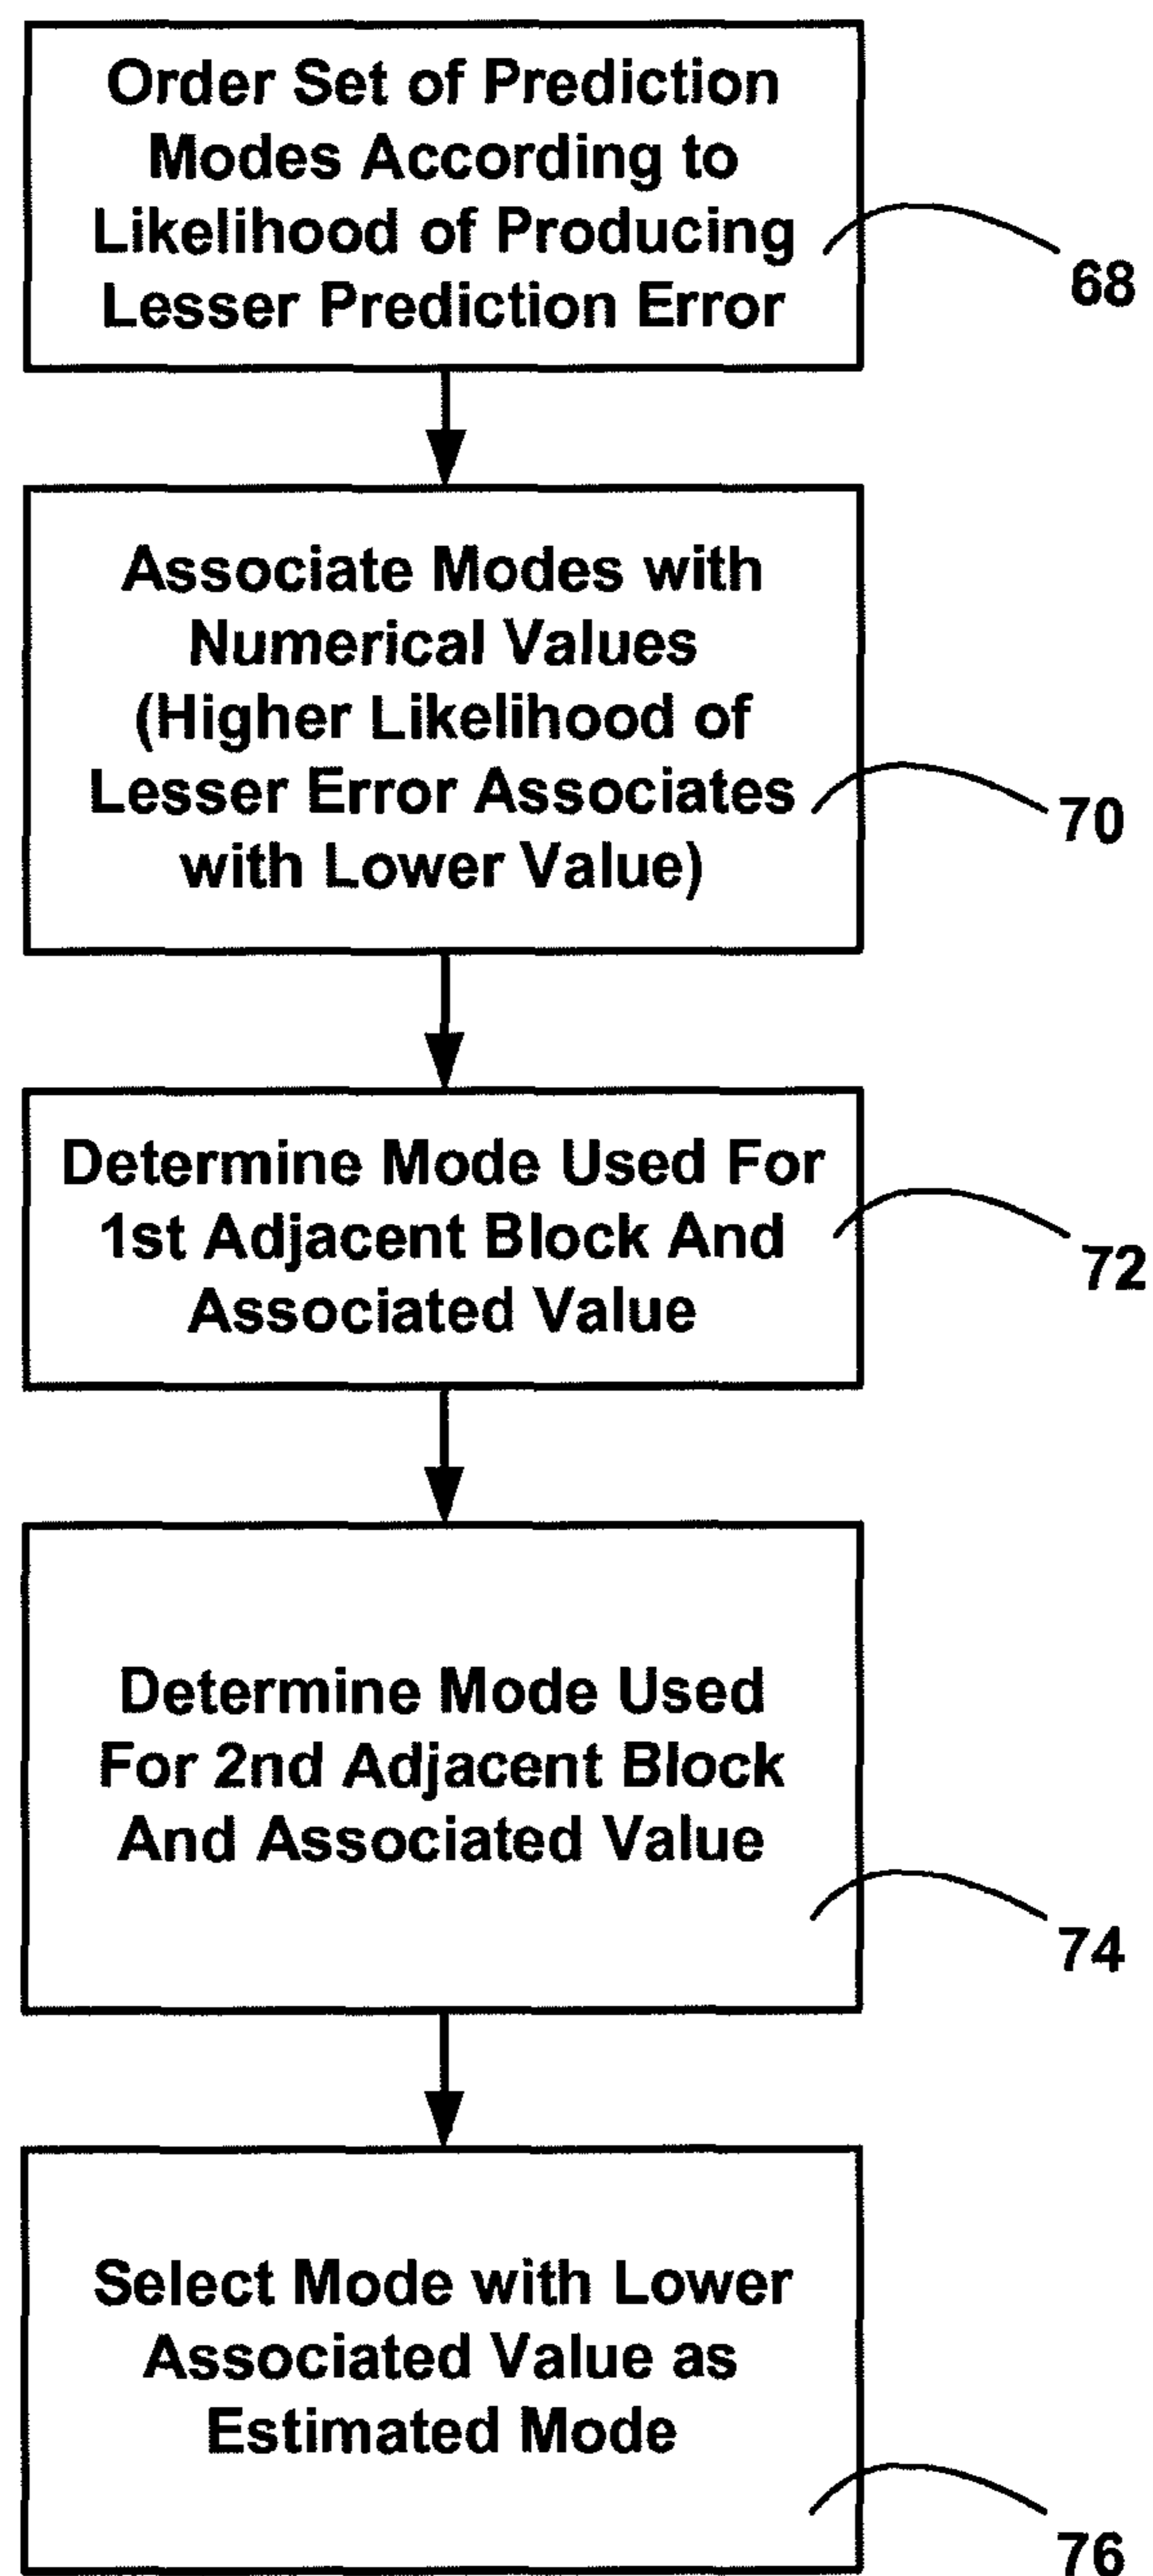 Order Set of Prediction
Modes According to
Likelihood of Producing
Lesser Prediction Error
68
Associate Modes with
Numerical Values
(Higher Likelihood of
Lesser Error Associates
with Lower Value)
70
Determine Mode Used For
1st Adjacent Block And
Associated Value
72
Determine Mode Used
For 2nd Adjacent Block
And Associated Value
74
Select Mode with Lower
Associated Value as
Estimated Mode
76